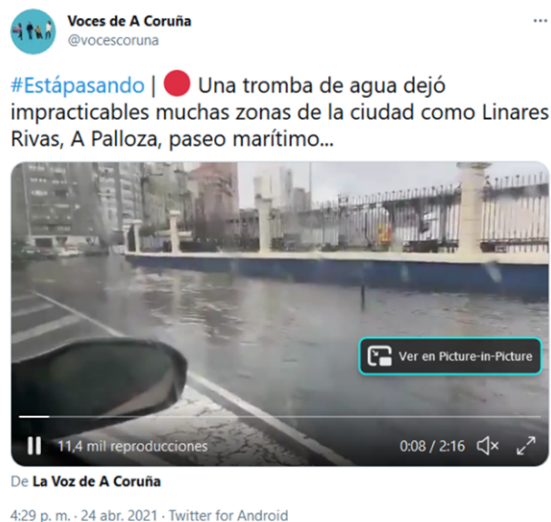 Voces de A Coruña
@vocescoruna
#Estápasando | 🔴 Una tromba de agua dejó
impracticables muchas zonas de la ciudad como Linares
Rivas, A Palloza, paseo marítimo...
Ver en Picture-in-Picture
11,4 mil reproducciones
0:08 / 2:16
De La Voz de A Coruña
4:29 p. m. · 24 abr. 2021 · Twitter for Android